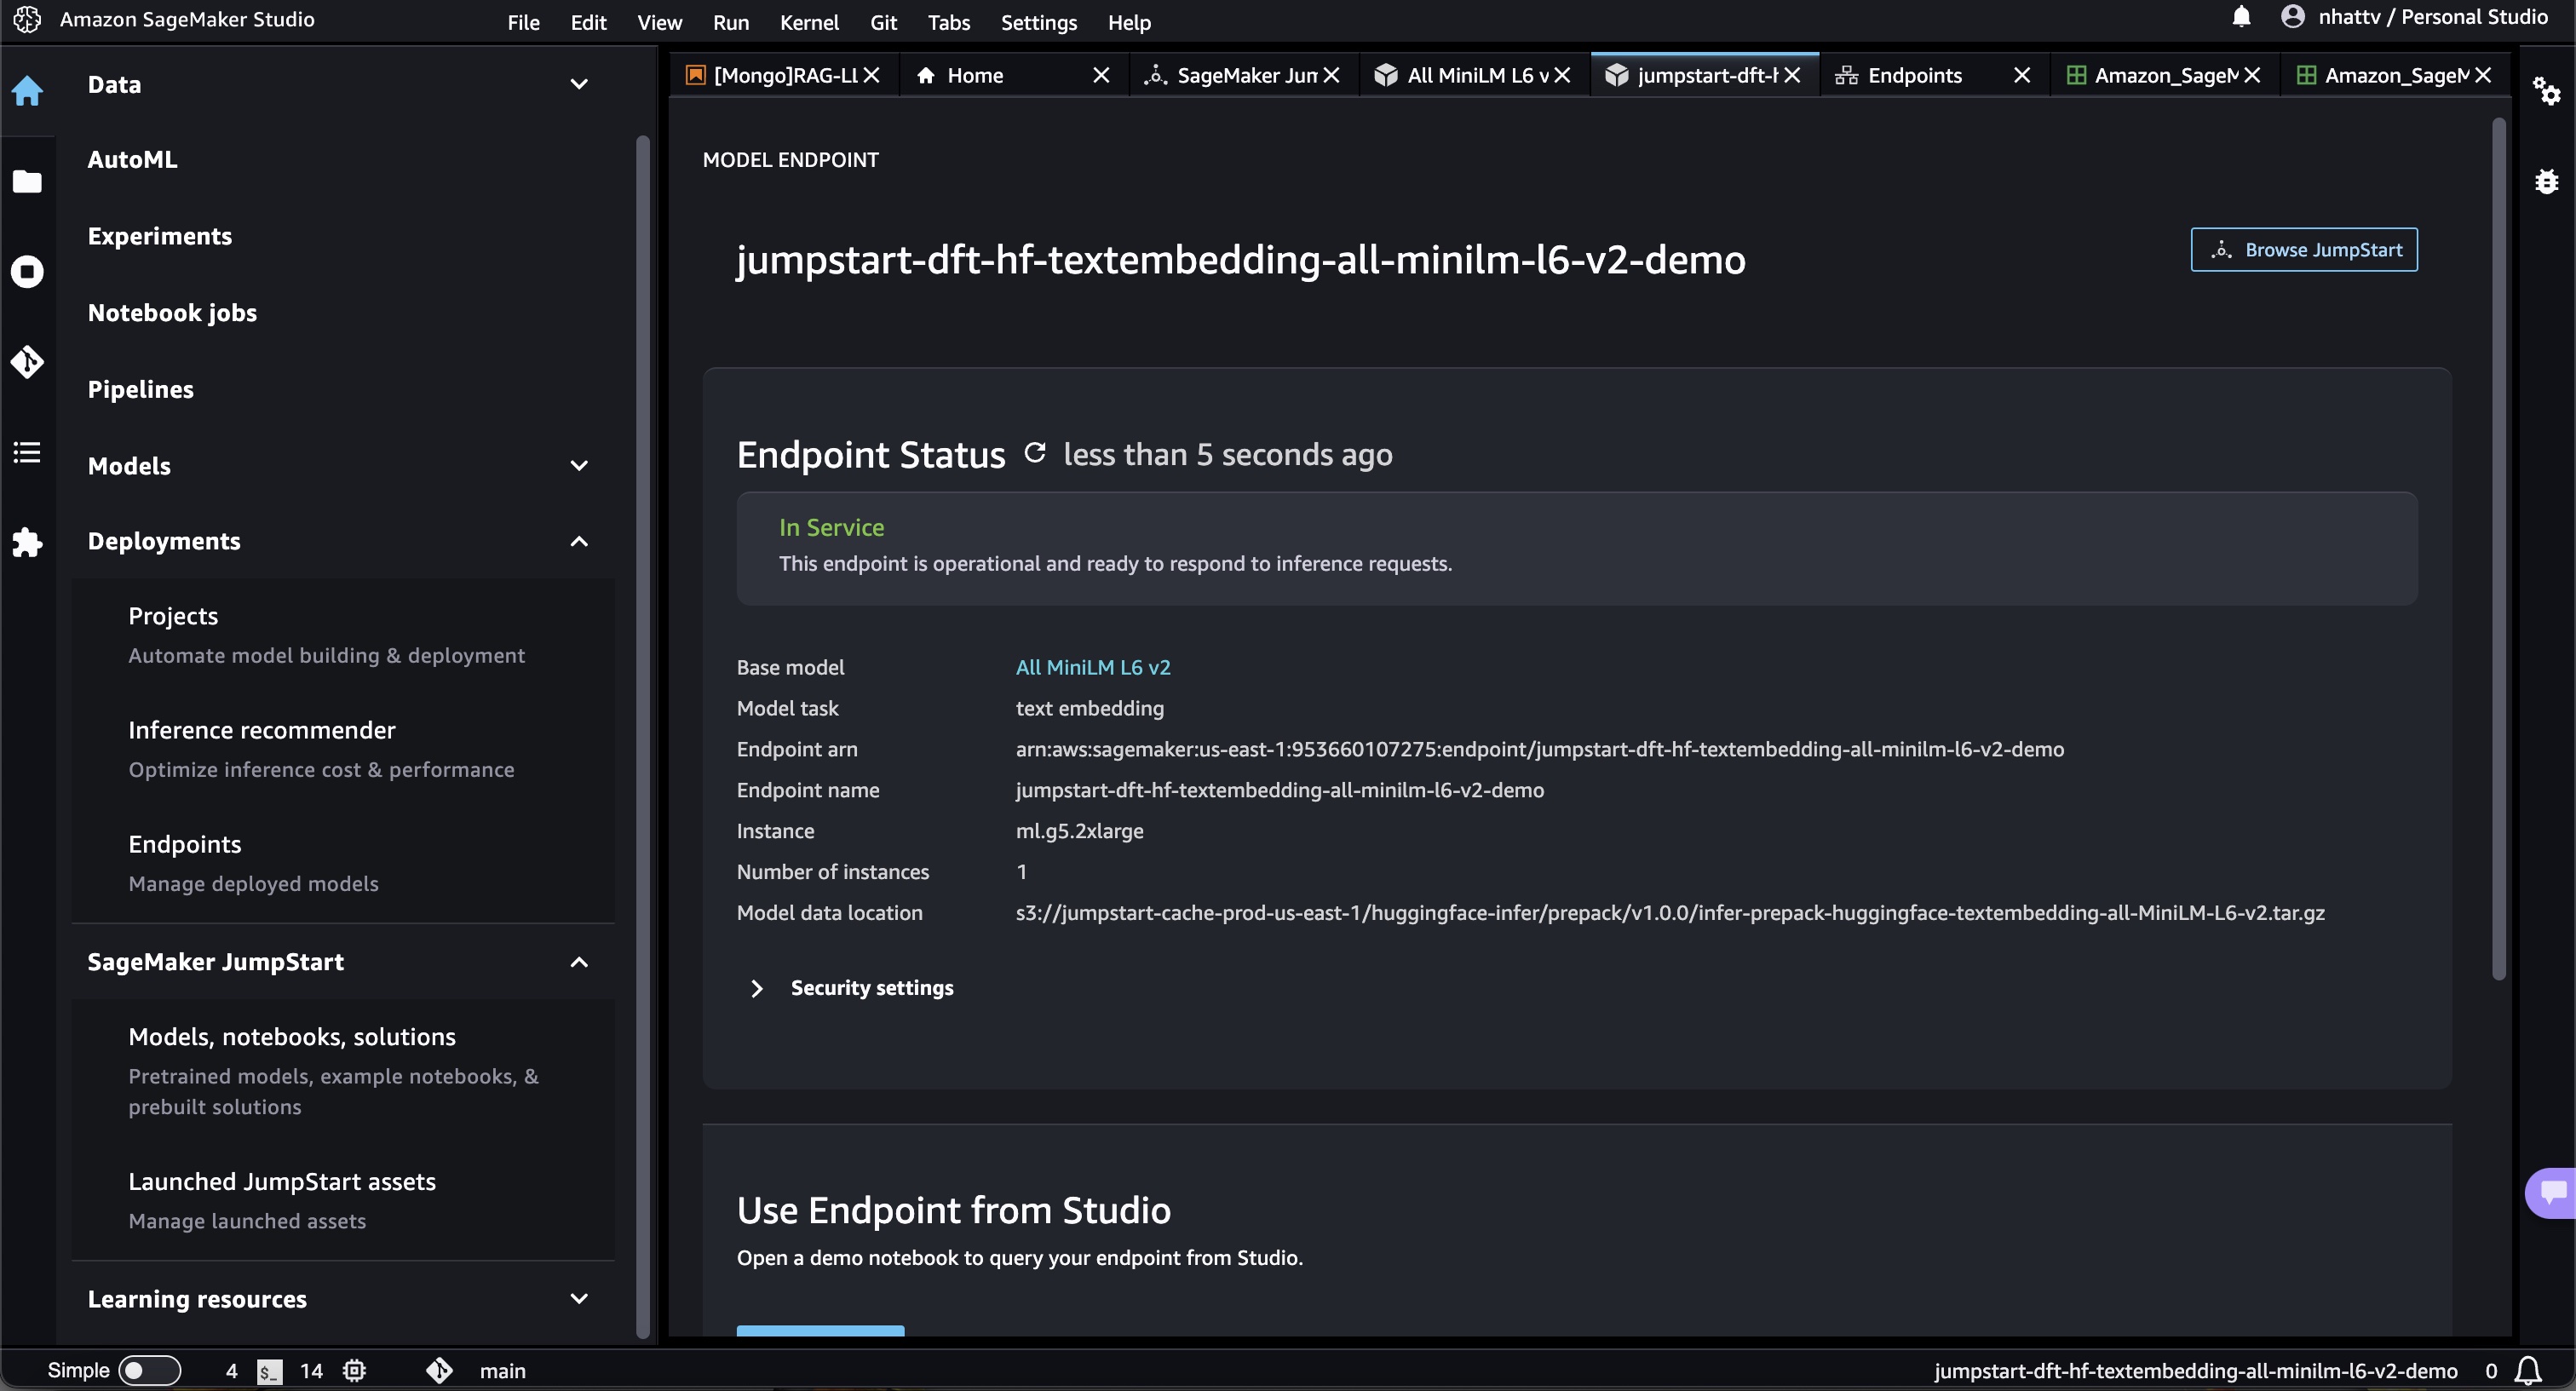 Amazon SageMaker Studio
File Edit View Run Kernel Git Tabs Settings Help
nhattv / Personal Studio
[Mongo]RAG-Ll
Home
SageMaker Jun
All MiniLM L6 v
jumpstart-dft-h
Endpoints
Amazon_SageM
Amazon_SageM
Data
AutoML
Experiments
Notebook jobs
Pipelines
Models
Deployments
Projects
Automate model building & deployment
Inference recommender
Optimize inference cost & performance
Endpoints
Manage deployed models
SageMaker JumpStart
Models, notebooks, solutions
Pretrained models, example notebooks, &
prebuilt solutions
Launched JumpStart assets
Manage launched assets
Learning resources
MODEL ENDPOINT
jumpstart-dft-hf-textembedding-all-minilm-l6-v2-demo
Browse JumpStart
Endpoint Status less than 5 seconds ago
In Service
This endpoint is operational and ready to respond to inference requests.
Base model All MiniLM L6 v2
Model task text embedding
Endpoint arn arn:aws:sagemaker:us-east-1:953660107275:endpoint/jumpstart-dft-hf-textembedding-all-minilm-l6-v2-demo
Endpoint name jumpstart-dft-hf-textembedding-all-minilm-l6-v2-demo
Instance ml.g5.2xlarge
Number of instances 1
Model data location s3://jumpstart-cache-prod-us-east-1/huggingface-infer/prepack/v1.0.0/infer-prepack-huggingface-textembedding-all-MiniLM-L6-v2.tar.gz
Security settings
Use Endpoint from Studio
Open a demo notebook to query your endpoint from Studio.
Simple 4 $_ 14 main
jumpstart-dft-hf-textembedding-all-minilm-l6-v2-demo 0